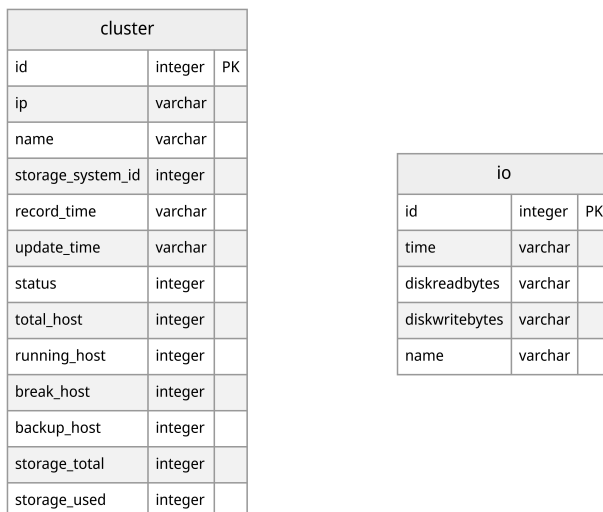 cluster
id integer PK
ip varchar
name varchar
storage_system_id integer
record_time varchar
update_time varchar
status integer
total_host integer
running_host integer
break_host integer
backup_host integer
storage_total integer
storage_used integer
io
id integer PK
time varchar
diskreadbytes varchar
diskwritebytes varchar
name varchar